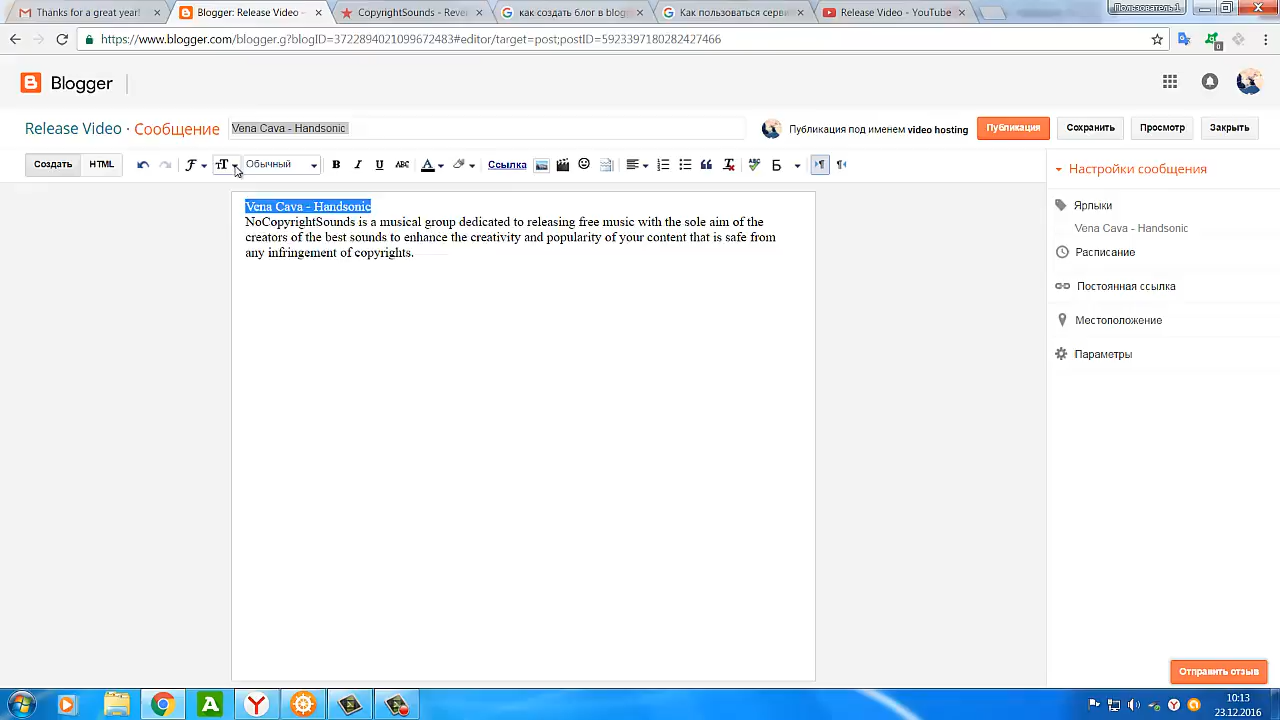 Thanks for a great year!
Blogger: Release Video -
CopyrightSounds - Reve
как создать блог в blogg
Как пользоваться серви
Release Video - YouTube
Пользователь 1
https://www.blogger.com/blogger.g?blogID=3722894021099672483#editor/target=post;postID=5923397180282427466
Blogger
Release Video · Сообщение
Vena Cava - Handsonic
Публикация под именем video hosting
Публикация
Сохранить
Просмотр
Закрыть
Создать
HTML
Обычный
B I U ABC A
Ссылка
Б
Vena Cava - Handsonic
NoCopyrightSounds is a musical group dedicated to releasing free music with the sole aim of the
creators of the best sounds to enhance the creativity and popularity of your content that is safe from
any infringement of copyrights.
Настройки сообщения
Ярлыки
Vena Cava - Handsonic
Расписание
Постоянная ссылка
Местоположение
Параметры
Отправить отзыв
10:13
23.12.2016